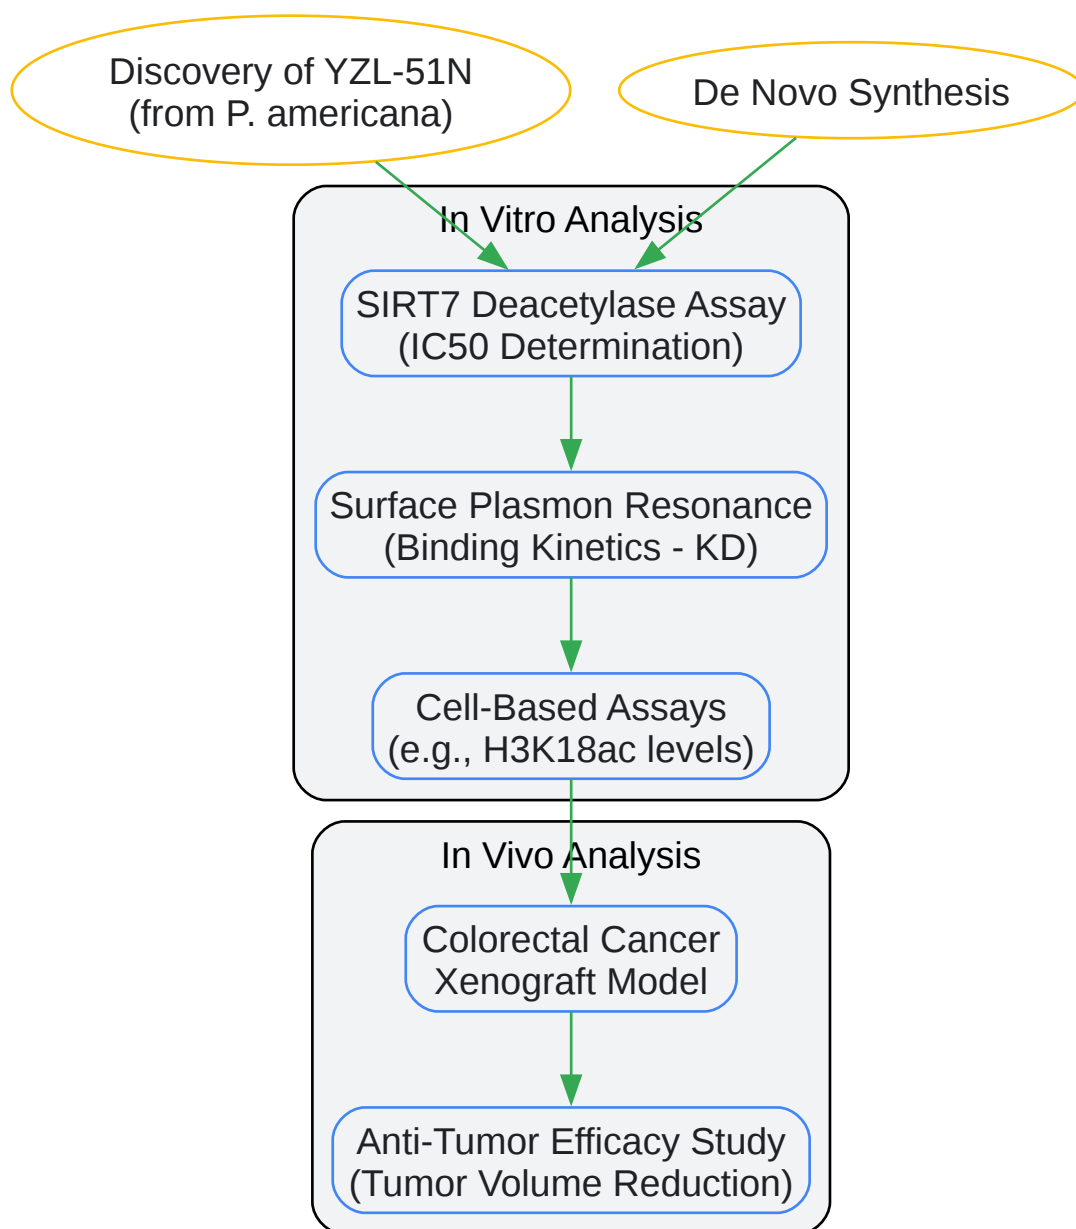 Discovery of YZL-51N
(from P. americana)
De Novo Synthesis
In Vitro Analysis
SIRT7 Deacetylase Assay
(IC50 Determination)
Surface Plasmon Resonance
(Binding Kinetics - KD)
Cell-Based Assays
(e.g., H3K18ac levels)
In Vivo Analysis
Colorectal Cancer
Xenograft Model
Anti-Tumor Efficacy Study
(Tumor Volume Reduction)